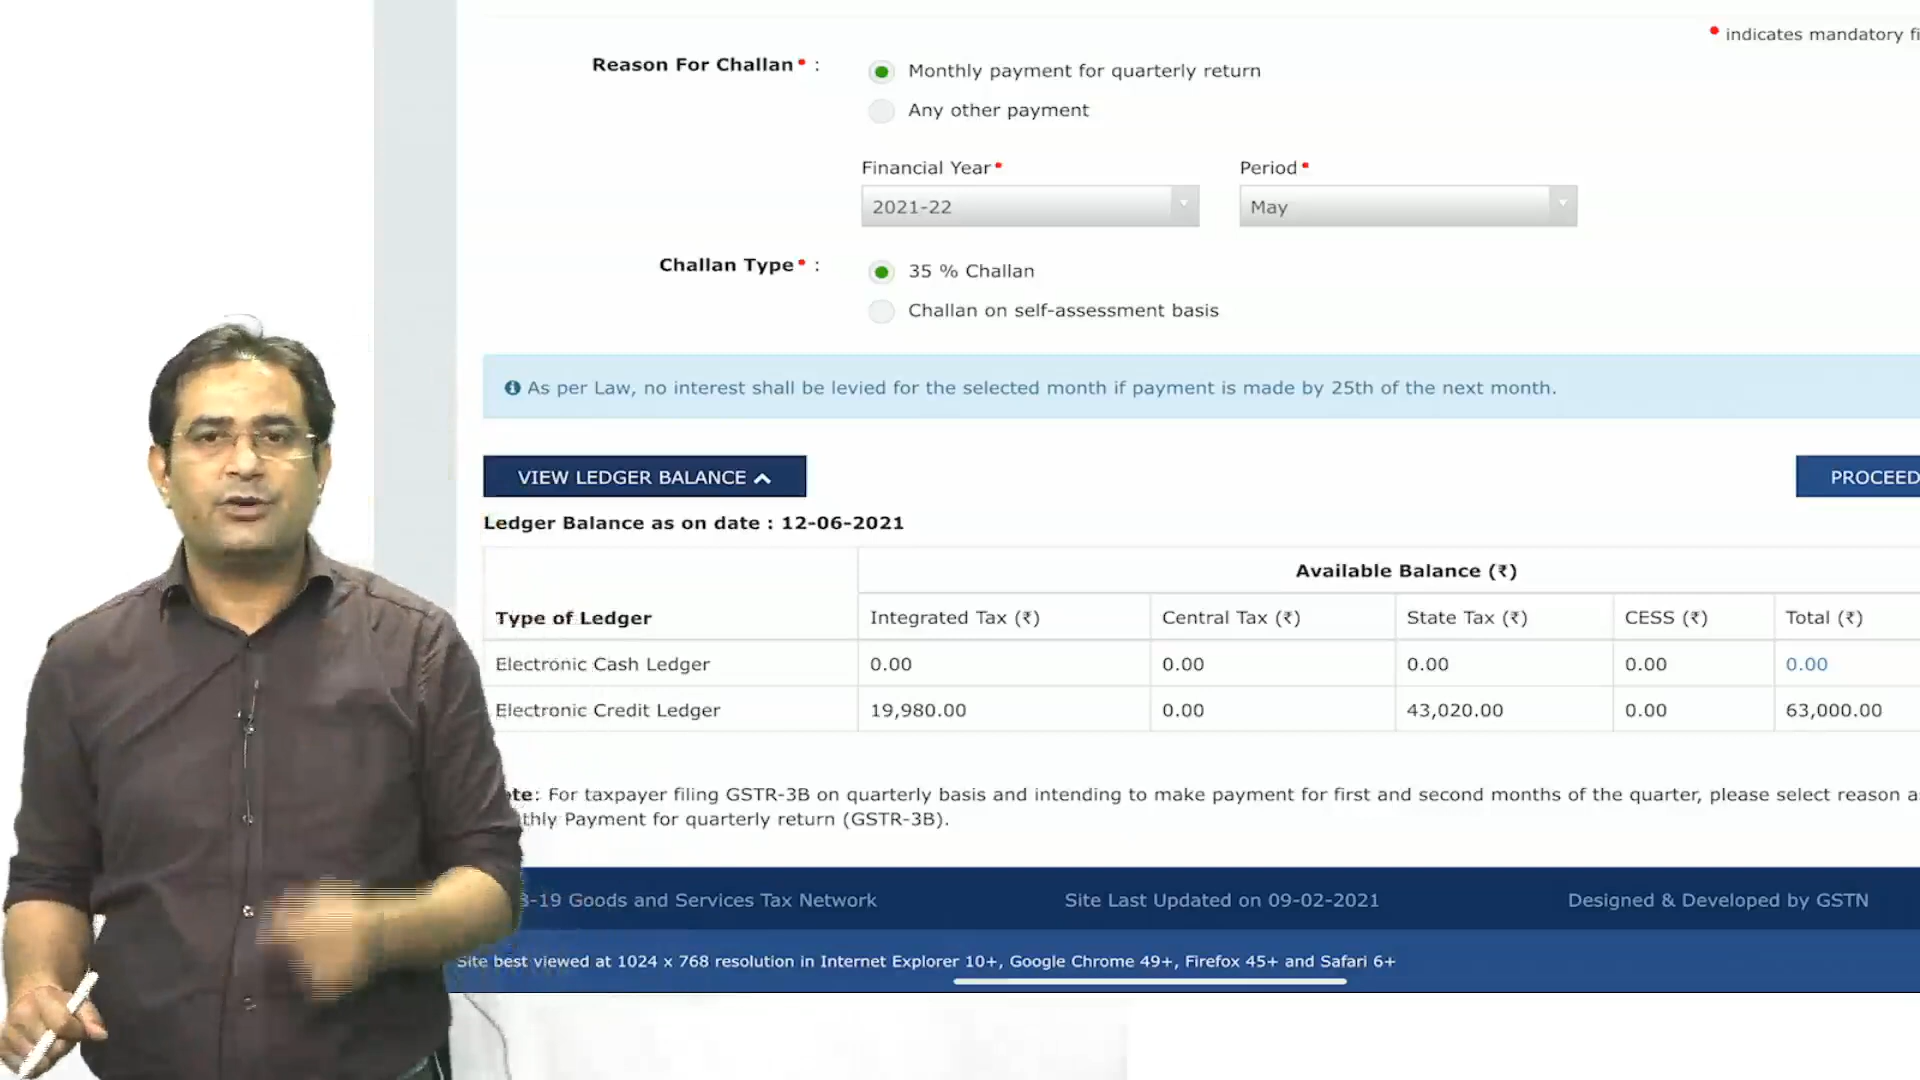 • indicates mandatory
Reason For Challan• :
Monthly payment for quarterly return
Any other payment
Financial Year• Period•
2021-22 May
Challan Type• :
35 % Challan
Challan on self-assessment basis
As per Law, no interest shall be levied for the selected month if payment is made by 25th of the next month.
VIEW LEDGER BALANCE PROCEED
Ledger Balance as on date : 12-06-2021
Available Balance (₹)
Type of Ledger Integrated Tax (₹) Central Tax (₹) State Tax (₹) CESS (₹) Total (₹)
Electronic Cash Ledger 0.00 0.00 0.00 0.00 0.00
Electronic Credit Ledger 19,980.00 0.00 43,020.00 0.00 63,000.00
For taxpayer filing GSTR-3B on quarterly basis and intending to make payment for first and second months of the quarter, please select reason
Payment for quarterly return (GSTR-3B).
-19 Goods and Services Tax Network Site Last Updated on 09-02-2021 Designed & Developed by GSTN
Site best viewed at 1024 x 768 resolution in Internet Explorer 10+, Google Chrome 49+, Firefox 45+ and Safari 6+